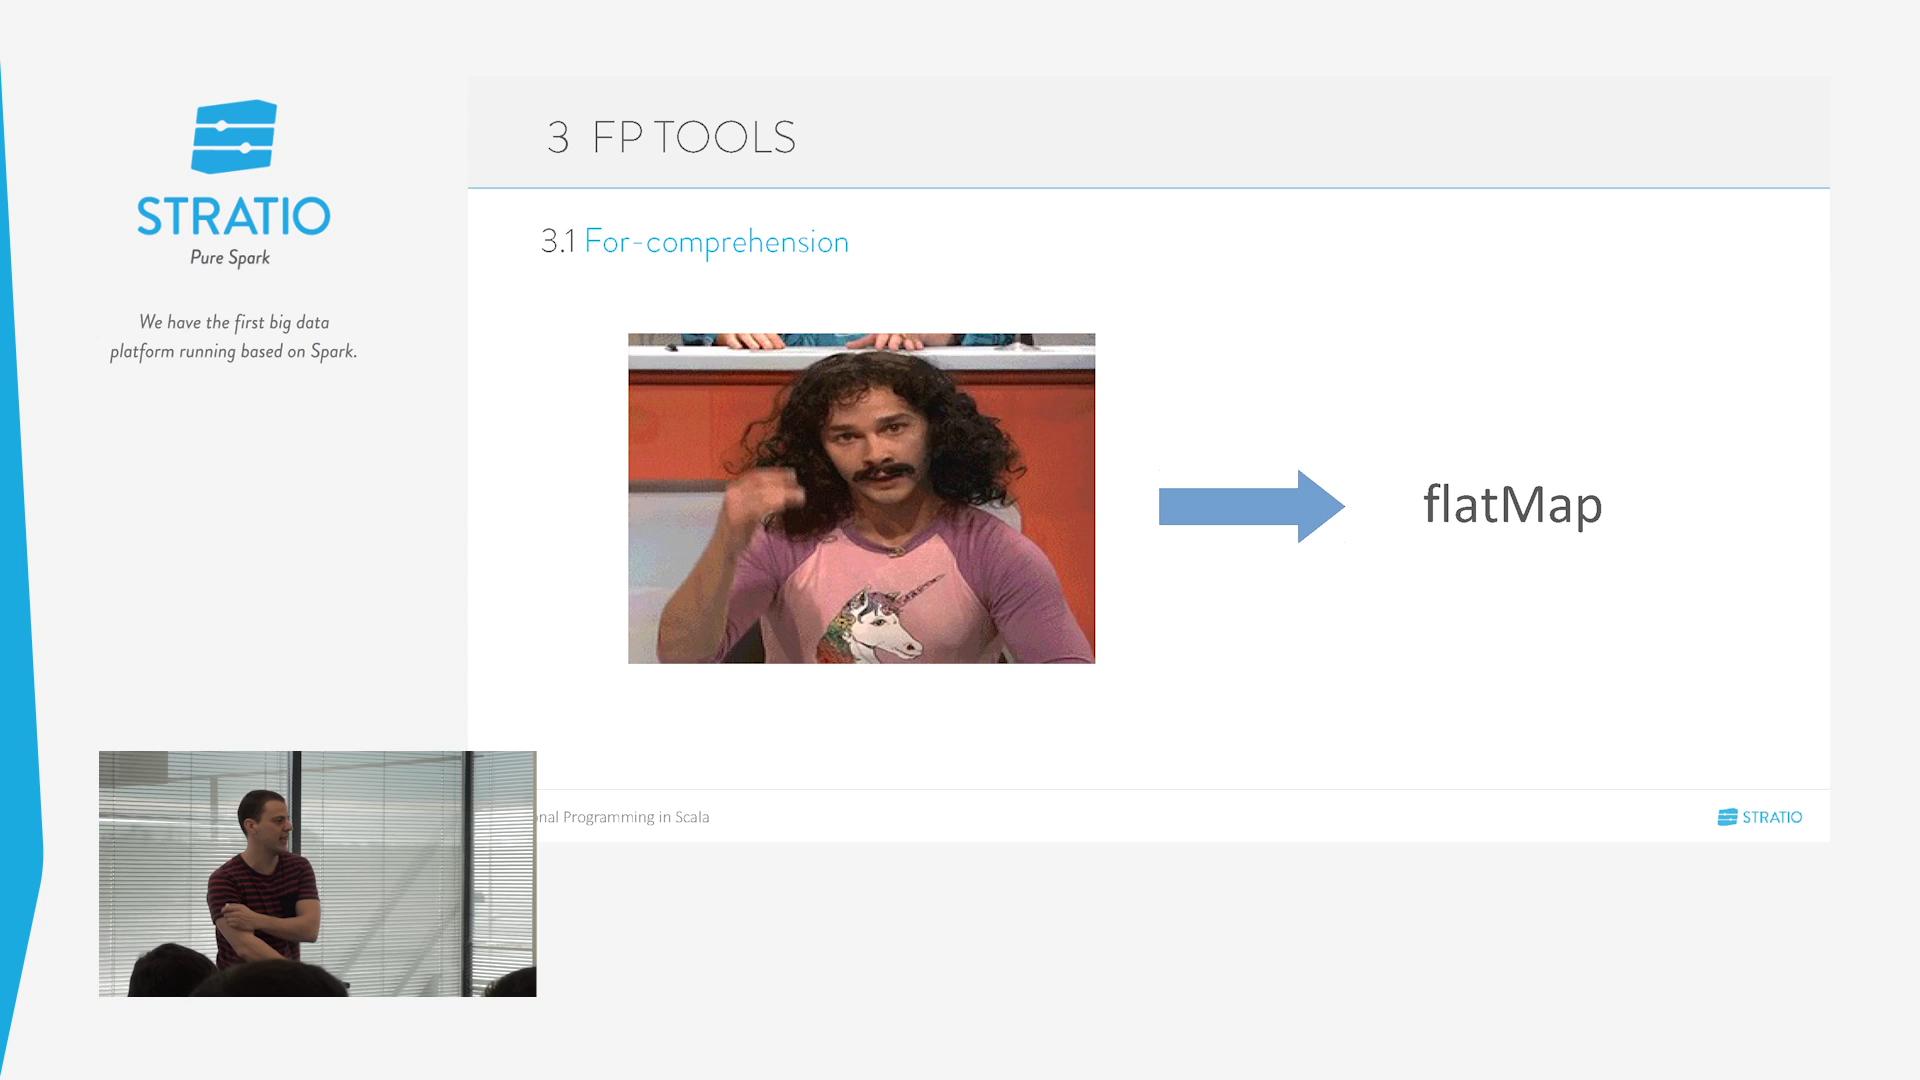 STRATIO
Pure Spark
We have the first big data
platform running based on Spark.
3 FP TOOLS
3.1 For-comprehension
flatMap
Programming in Scala
STRATIO